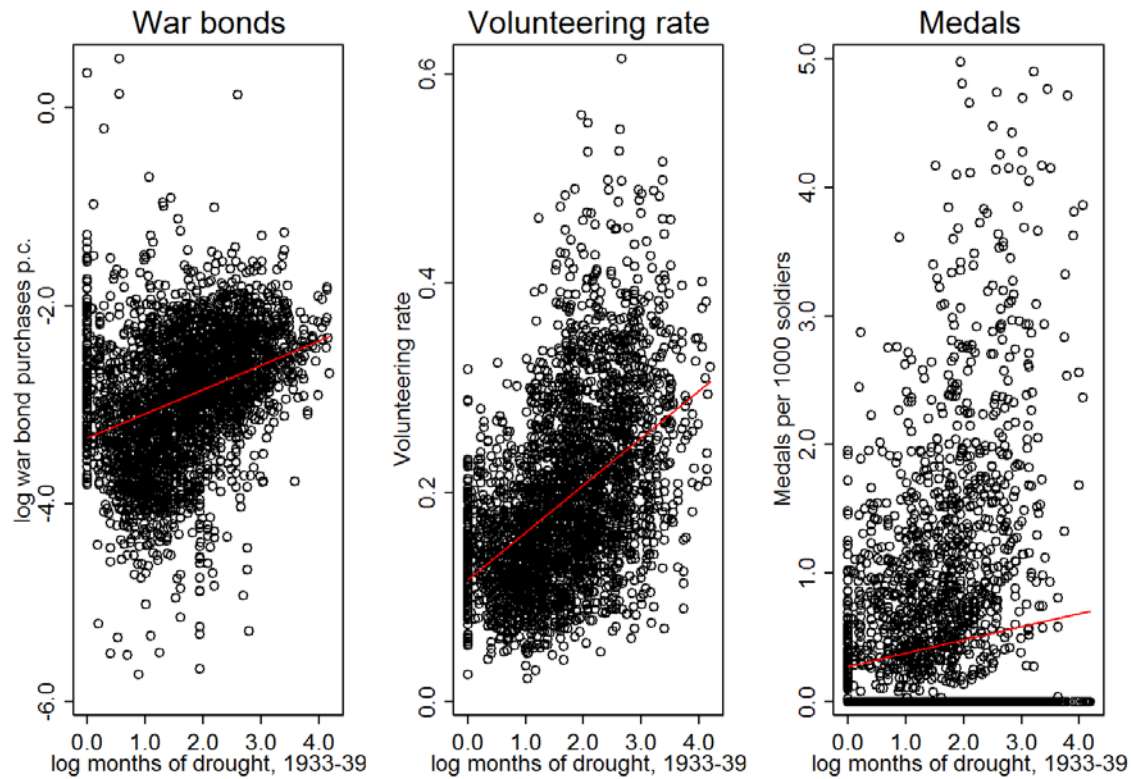 War bonds
log war bond purchases p.c.
0.0
-2.0
-4.0
-6.0
0.0 1.0 2.0 3.0 4.0
log months of drought, 1933-39
Volunteering rate
Volunteering rate
0.6
0.4
0.2
0.0
0.0 1.0 2.0 3.0 4.0
log months of drought, 1933-39
Medals
Medals per 1000 soldiers
5.0
4.0
3.0
2.0
1.0
0.0
0.0 1.0 2.0 3.0 4.0
log months of drought, 1933-39